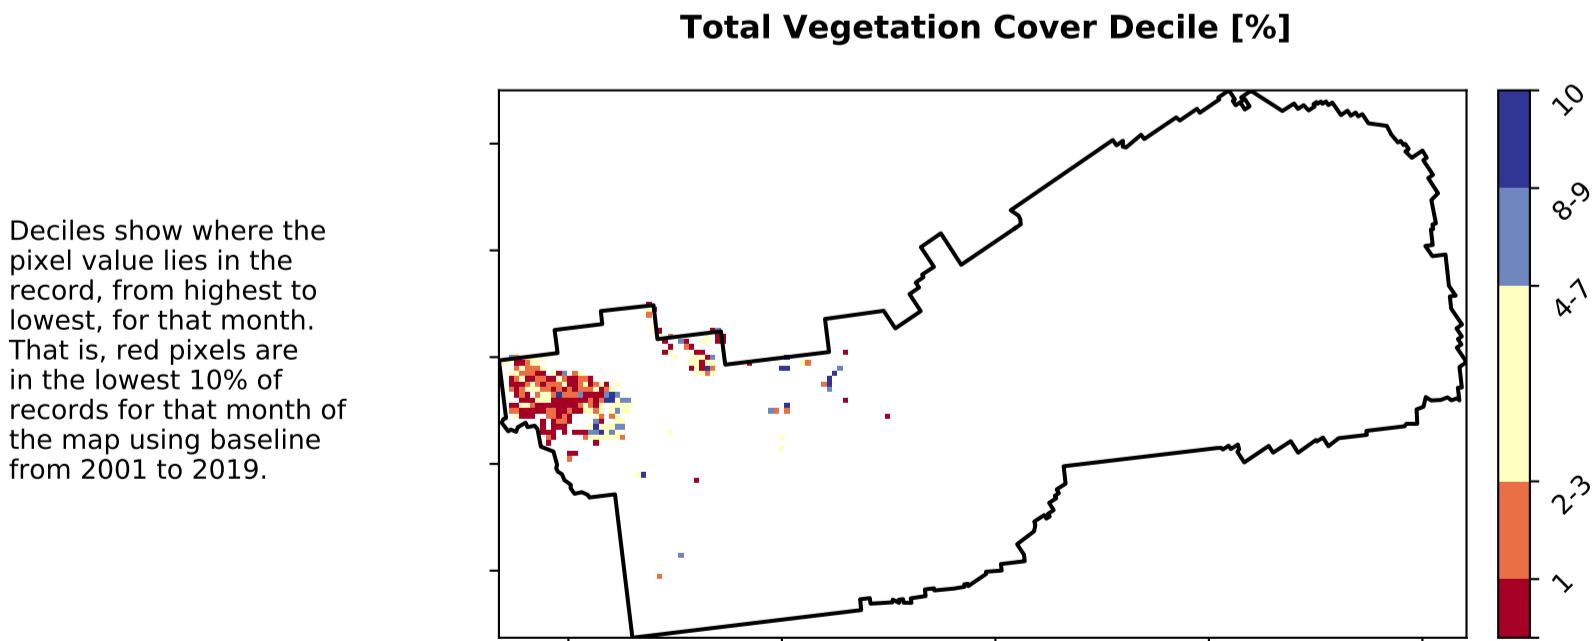 Total Vegetation Cover Decile [%]
Deciles show where the
pixel value lies in the
record, from highest to
lowest, for that month.
That is, red pixels are
in the lowest 10% of
records for that month of
the map using baseline
from 2001 to 2019.
10
8-9
4-7
2-3
1